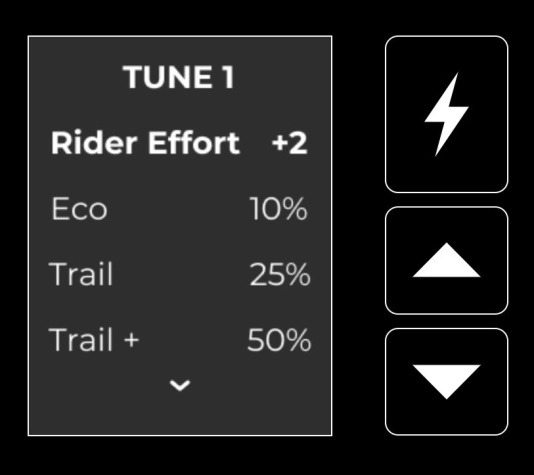 TUNE 1
Rider Effort +2
Eco 10%
Trail 25%
Trail + 50%